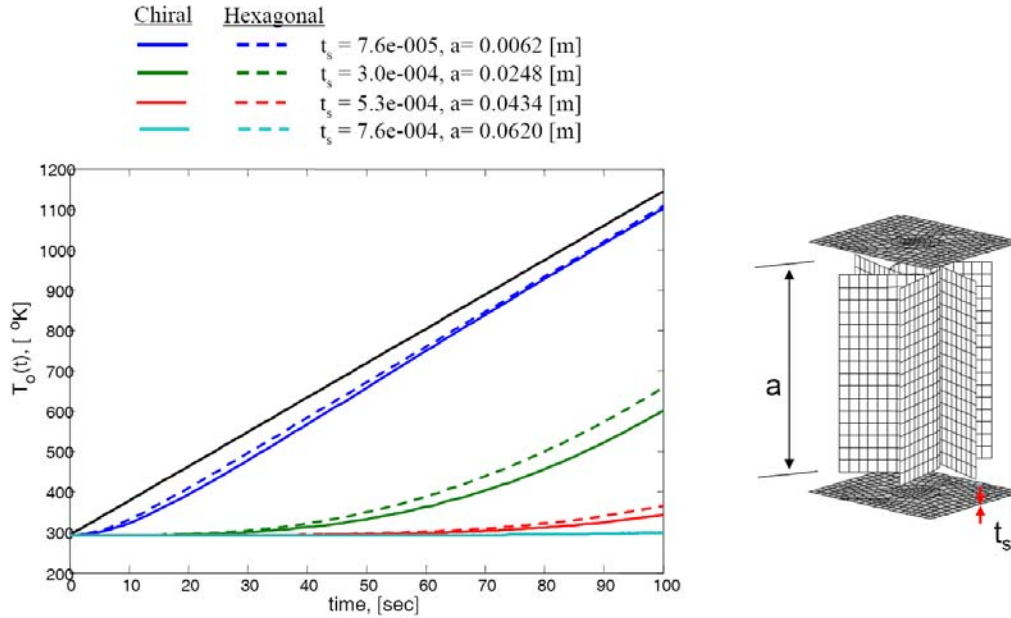 Chiral Hexagonal
t_s = 7.6e-005, a= 0.0062 [m]
t_s = 3.0e-004, a= 0.0248 [m]
t_s = 5.3e-004, a= 0.0434 [m]
t_s = 7.6e-004, a= 0.0620 [m]
1200
1100
1000
900
800
700
600
500
400
300
200
T_o(t), [ °K]
0 10 20 30 40 50 60 70 80 90 100
time, [sec]
a
t_s